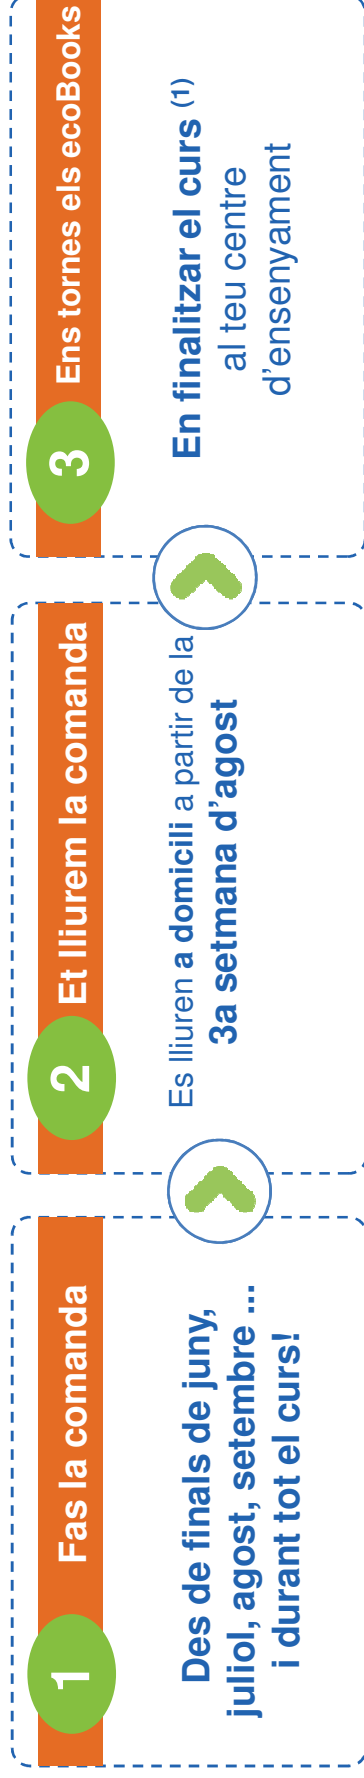 1
Fas la comanda
Des de finals de juny,
juliol, agost, setembre ...
i durant tot el curs!
2
Et lliurem la comanda
Es lliuren a domicili a partir de la
3a setmana d’agost
3
Ens tornes els ecoBooks
En finalitzar el curs (1)
al teu centre
d’ensenyament